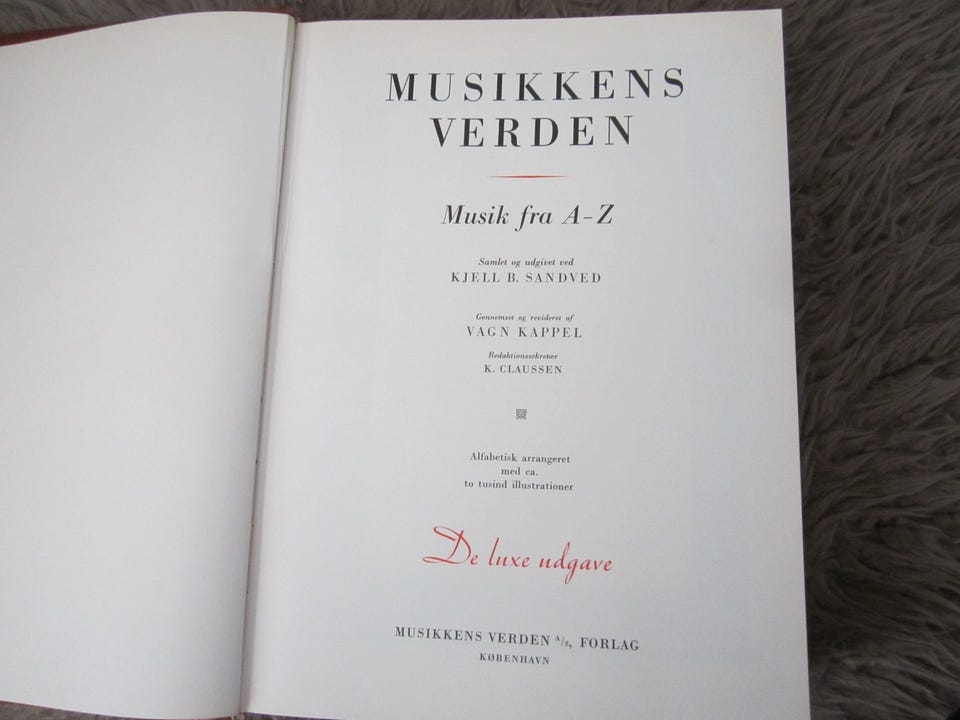 MUSIKKENS
VERDEN
Musik fra A-Z
Samlet og udgivet ved
KJELL B. SANDVED
Gennemset og revideret af
VAGN KAPPEL
Redaktionssekretær
K. CLAUSSEN
Alfabetisk arrangeret
med ca.
to tusind illustrationer
De luxe udgave
MUSIKKENS VERDEN A/s, FORLAG
KØBENHAVN